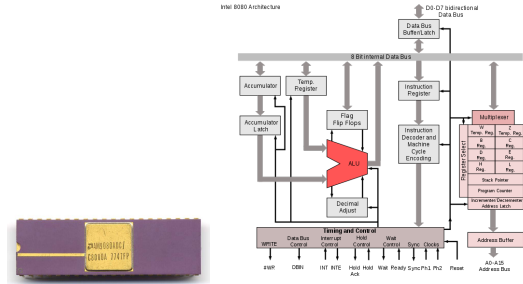 Intel 8080 Architecture
D0-D7 bidirectional
Data Bus
Data Bus
Buffer/Latch
8 Bit internal Data Bus
Accumulator
Temp.
Register
Instruction
Register
Multiplexer
Accumulator
Latch
Flag
Flip Flops
Instruction
Decoder and
Machine
Cycle
Encoding
Register Select
W
Temp. Reg.
Z
Temp. Reg.
B
Reg.
C
Reg.
D
Reg.
E
Reg.
H
Reg.
L
Reg.
Stack Pointer
Program Counter
Incrementer/Decrementer
Address Latch
ALU
Decimal
Adjust
Address Buffer
A0-A15
Address Bus
Timing and Control
WRITE
Data Bus
Control
Interrupt
Control
Hold
Control
Wait
Control
Sync
Clocks
#WR
DBIN
INT
INTE
Hold
Ack
Hold
Wait
Ready
Sync
Ph1
Ph2
Reset